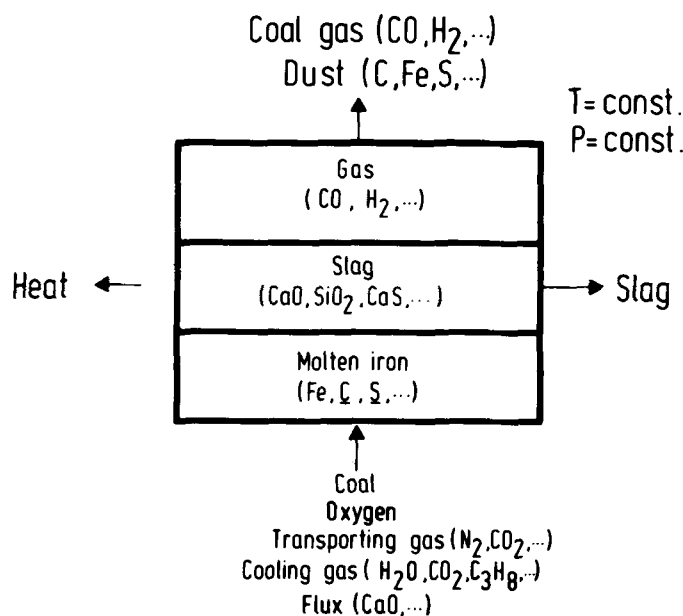 Coal gas (CO,H₂,...)
Dust (C,Fe,S,...)
T=const.
P=const.
Gas
(CO, H₂,...)
Heat
Slag
(CaO,SiO₂,CaS,...)
Slag
Molten iron
(Fe,C,S,...)
Coal
Oxygen
Transporting gas(N₂,CO₂,...)
Cooling gas(H₂O,CO₂,C₃H₈,...)
Flux (CaO,...)